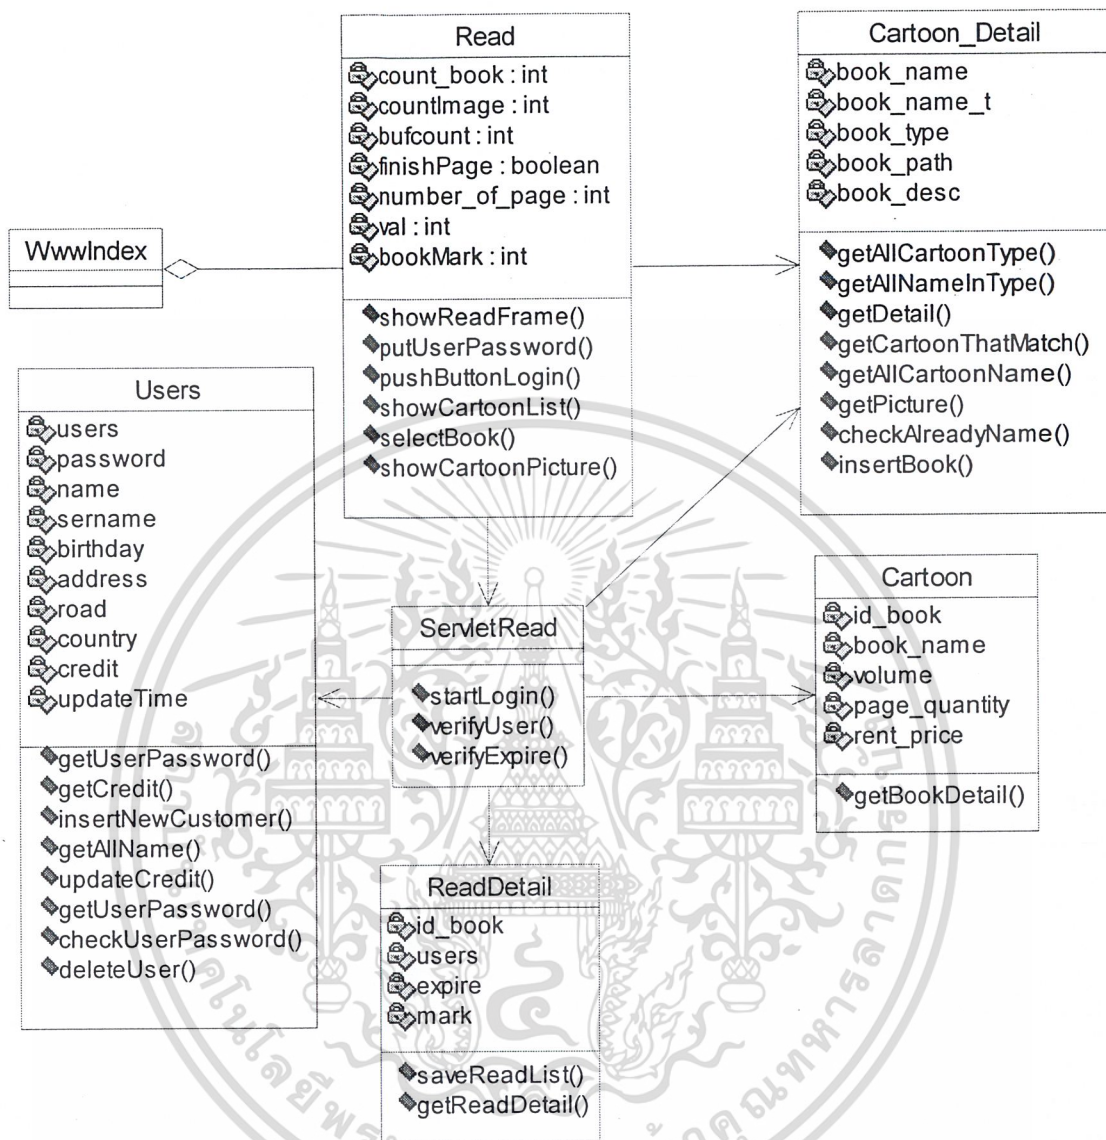 Read
count_book : int
countImage : int
bufcount : int
finishPage : boolean
number_of_page : int
val : int
bookMark : int
showReadFrame()
putUserPassword()
pushButtonLogin()
showCartoonList()
selectBook()
showCartoonPicture()
Cartoon_Detail
book_name
book_name_t
book_type
book_path
book_desc
getAllCartoonType()
getAllNameInType()
getDetail()
getCartoonThatMatch()
getAllCartoonName()
getPicture()
checkAlreadyName()
insertBook()
WwwIndex
Users
users
password
name
sername
birthday
address
road
country
credit
updateTime
getUserPassword()
getCredit()
insertNewCustomer()
getAllName()
updateCredit()
getUserPassword()
checkUserPassword()
deleteUser()
ServletRead
startLogin()
verifyUser()
verifyExpire()
Cartoon
id_book
book_name
volume
page_quantity
rent_price
getBookDetail()
ReadDetail
id_book
users
expire
mark
saveReadList()
getReadDetail()